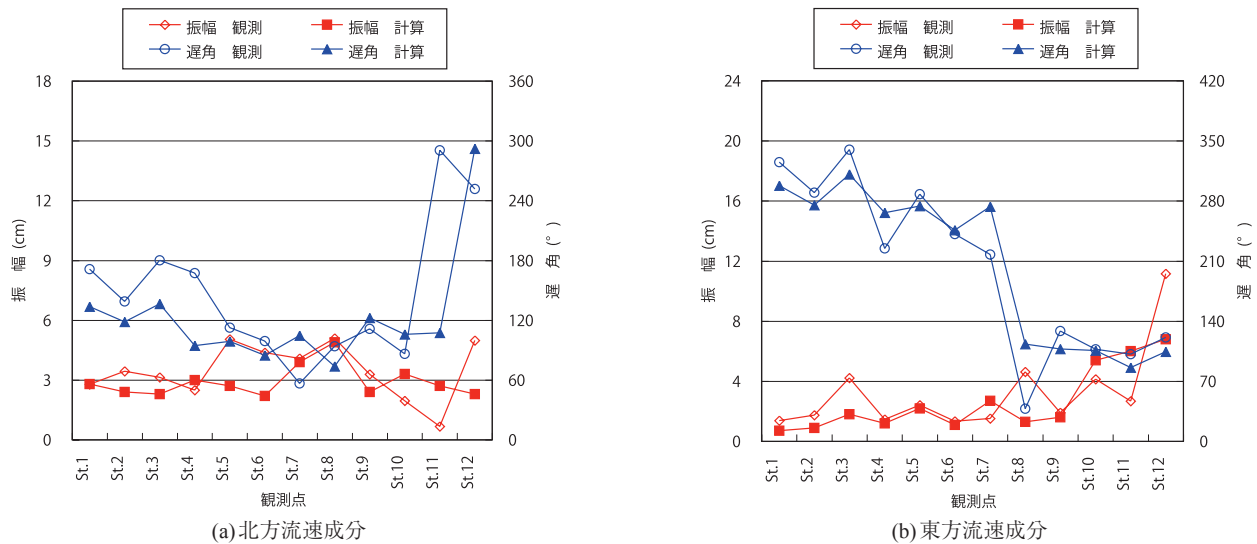 振幅　観測　　振幅　計算
遅角　観測　　遅角　計算
18
15
12
9
6
3
0
振　幅 (cm)
360
300
240
180
120
60
0
遅　角 (°)
St.1 St.2 St.3 St.4 St.5 St.6 St.7 St.8 St.9 St.10 St.11 St.12
観測点
(a)北方流速成分
振幅　観測　　振幅　計算
遅角　観測　　遅角　計算
24
20
16
12
8
4
0
振　幅 (cm)
420
350
280
210
140
70
0
遅　角 (°)
St.1 St.2 St.3 St.4 St.5 St.6 St.7 St.8 St.9 St.10 St.11 St.12
観測点
(b)東方流速成分